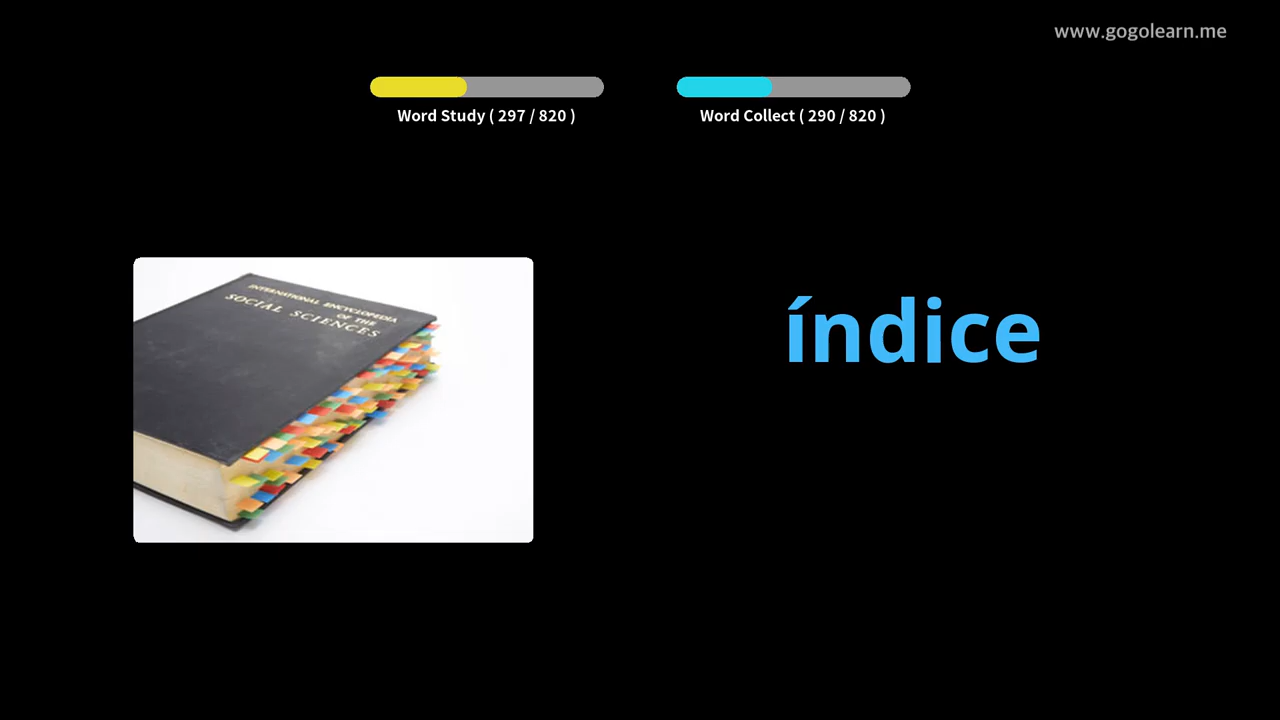 www.gogolearn.me
Word Study ( 297 / 820 )
Word Collect ( 290 / 820 )
INTERNATIONAL ENCYCLOPEDIA
OF THE
SOCIAL SCIENCES
índice